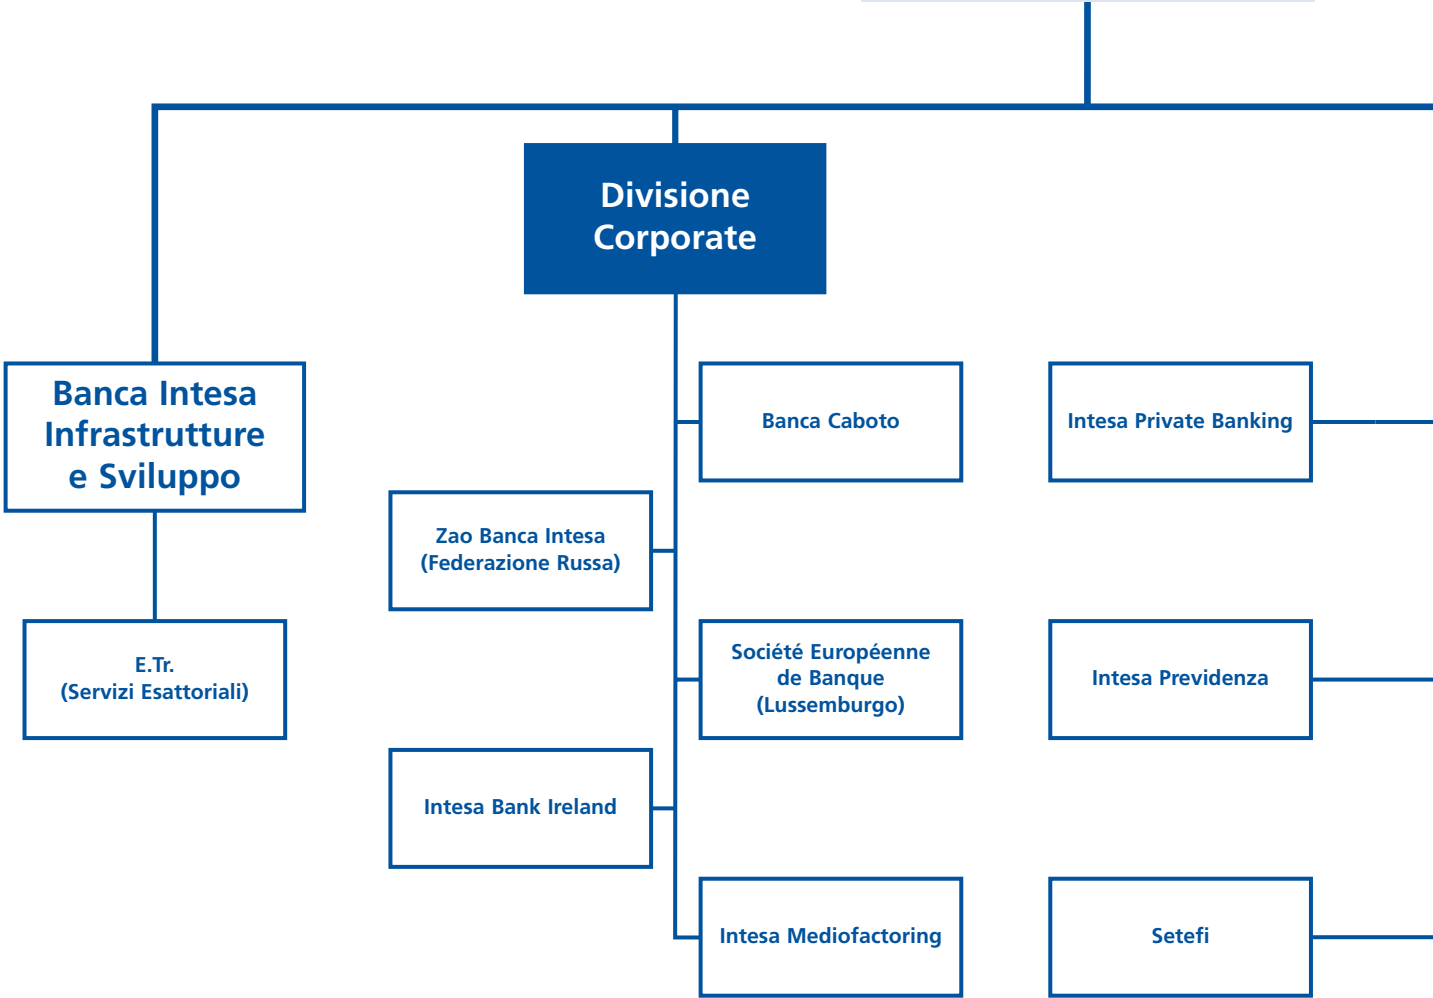 Divisione
Corporate
Banca Intesa
Infrastrutture
e Sviluppo
Banca Caboto
Intesa Private Banking
Zao Banca Intesa
(Federazione Russa)
E.Tr.
(Servizi Esattoriali)
Société Européenne
de Banque
(Lussemburgo)
Intesa Previdenza
Intesa Bank Ireland
Intesa Mediofactoring
Setefi